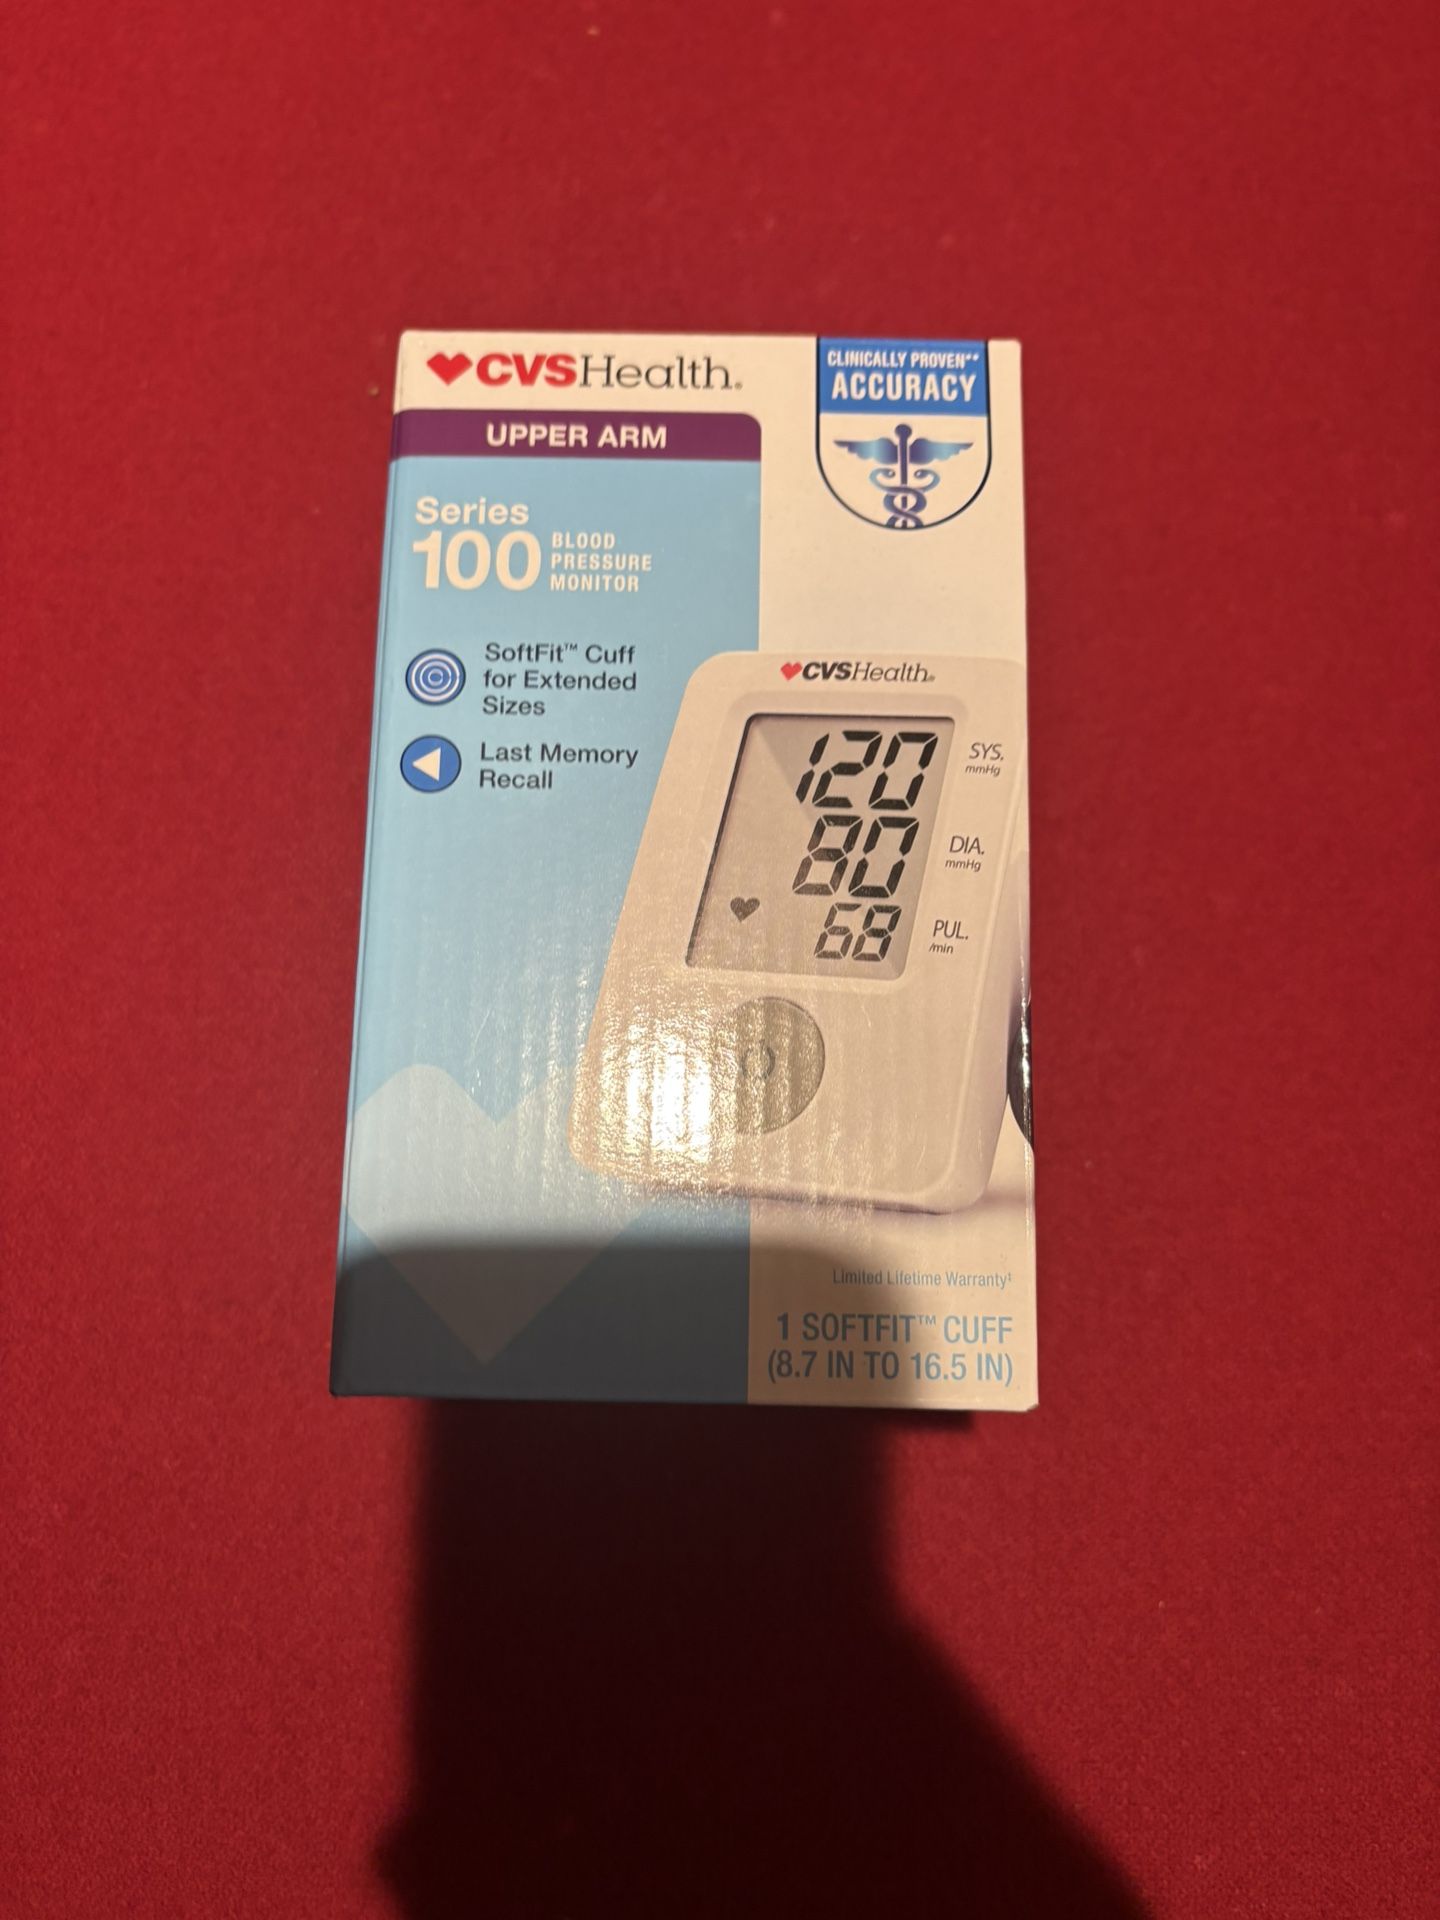 CVSHealth®
CLINICALLY PROVEN**
ACCURACY
UPPER ARM
Series
100
BLOOD
PRESSURE
MONITOR
SoftFit™ Cuff
for Extended
Sizes
Last Memory
Recall
CVSHealth®
120
SYS.
mmHg
80
DIA.
mmHg
68
PUL.
/min
Limited Lifetime Warranty‡
1 SOFTFIT™ CUFF
(8.7 IN TO 16.5 IN)